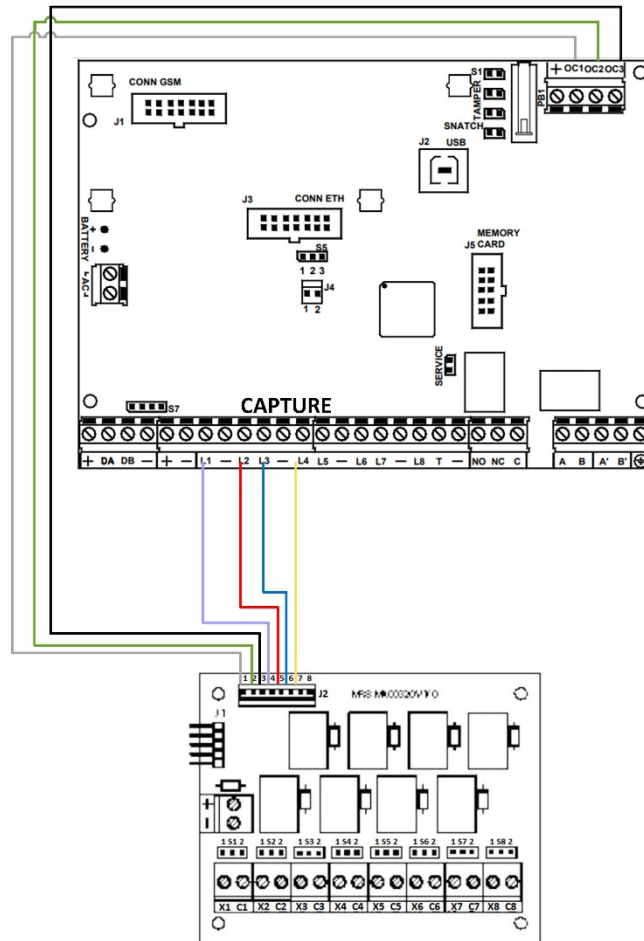 + OC1 OC2 OC3
CONN GSM
J1
S1
TAMPER
SNATCH
PB1
J2 USB
J3 CONN ETH
BATTERY
+
-
AC
S5
1 2 3
J4
1 2
MEMORY
J5 CARD
SERVICE
S7
CAPTURE
+ DA DB — + — L1 — L2 L3 — L4 L5 — L6 L7 — L8 T — NO NC C A B A' B'
1 2 3 4 5 6 7 8
J2
J1
+
-
1 S1 2 1 S2 2 1 S3 2 1 S4 2 1 S5 2 1 S6 2 1 S7 2 1 S8 2
X1 C1 X2 C2 X3 C3 X4 C4 X5 C5 X6 C6 X7 C7 X8 C8